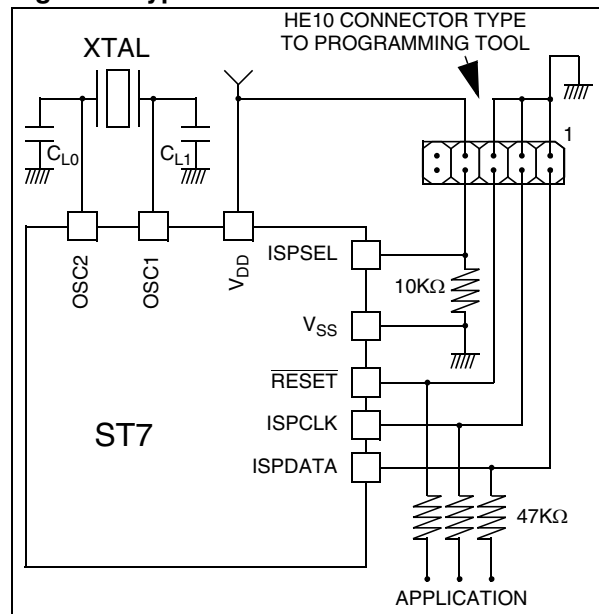 HE10 CONNECTOR TYPE
TO PROGRAMMING TOOL
XTAL
1
CL0
CL1
OSC2
OSC1
VDD
ISPSEL
10KΩ
VSS
RESET
ISPCLK
ST7
ISPDATA
47KΩ
APPLICATION